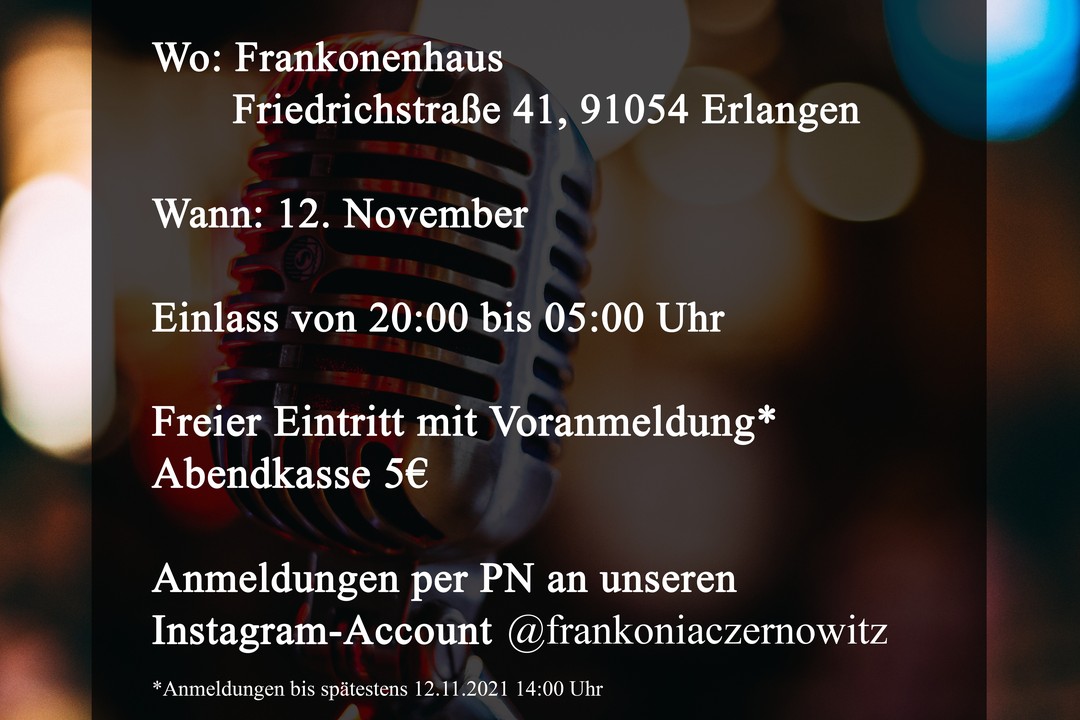 Wo: Frankonenhaus
Friedrichstraße 41, 91054 Erlangen
Wann: 12. November
Einlass von 20:00 bis 05:00 Uhr
Freier Eintritt mit Voranmeldung*
Abendkasse 5€
Anmeldungen per PN an unseren
Instagram-Account @frankoniaczernowitz
*Anmeldungen bis spätestens 12.11.2021 14:00 Uhr